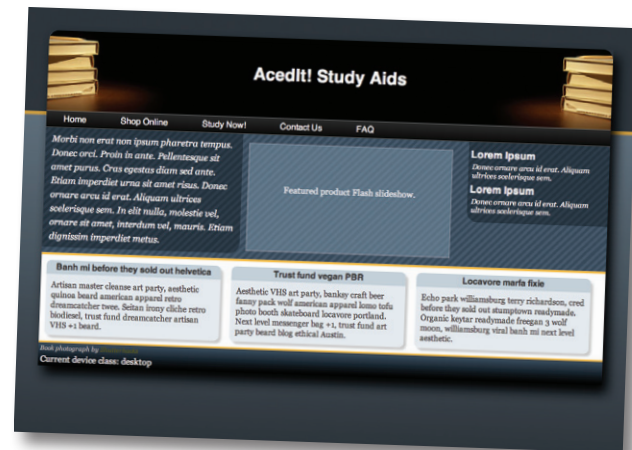 AcedIt! Study Aids
Home Shop Online Study Now! Contact Us FAQ
Morbi non erat non ipsum pharetra tempus.
Donec orci. Proin in ante. Pellentesque sit
amet purus. Cras egestas diam sed ante.
Etiam imperdiet urna sit amet risus. Donec
ornare arcu id erat. Aliquam ultrices
scelerisque sem. In elit nulla, molestie vel,
ornare sit amet, interdum vel, mauris. Etiam
dignissim imperdiet metus.
Featured product Flash slideshow.
Lorem Ipsum
Donec ornare arcu id erat. Aliquam
ultrices scelerisque sem.
Lorem Ipsum
Donec ornare arcu id erat. Aliquam
ultrices scelerisque sem.
Banh mi before they sold out helvetica
Artisan master cleanse art party, aesthetic
quinoa beard american apparel retro
dreamcatcher twee. Seitan irony cliche retro
biodiesel, trust fund dreamcatcher artisan
VHS +1 beard.
Trust fund vegan PBR
Aesthetic VHS art party, banksy craft beer
fanny pack wolf american apparel lomo tofu
photo booth skateboard locavore portland.
Next level messenger bag +1, trust fund art
party beard blog ethical Austin.
Locavore marfa fixie
Echo park williamsburg terry richardson, cred
before they sold out stumptown readymade.
Organic keytar readymade freegan 3 wolf
moon, williamsburg viral banh mi next level
aesthetic.
Book photograph by
Current device class: desktop